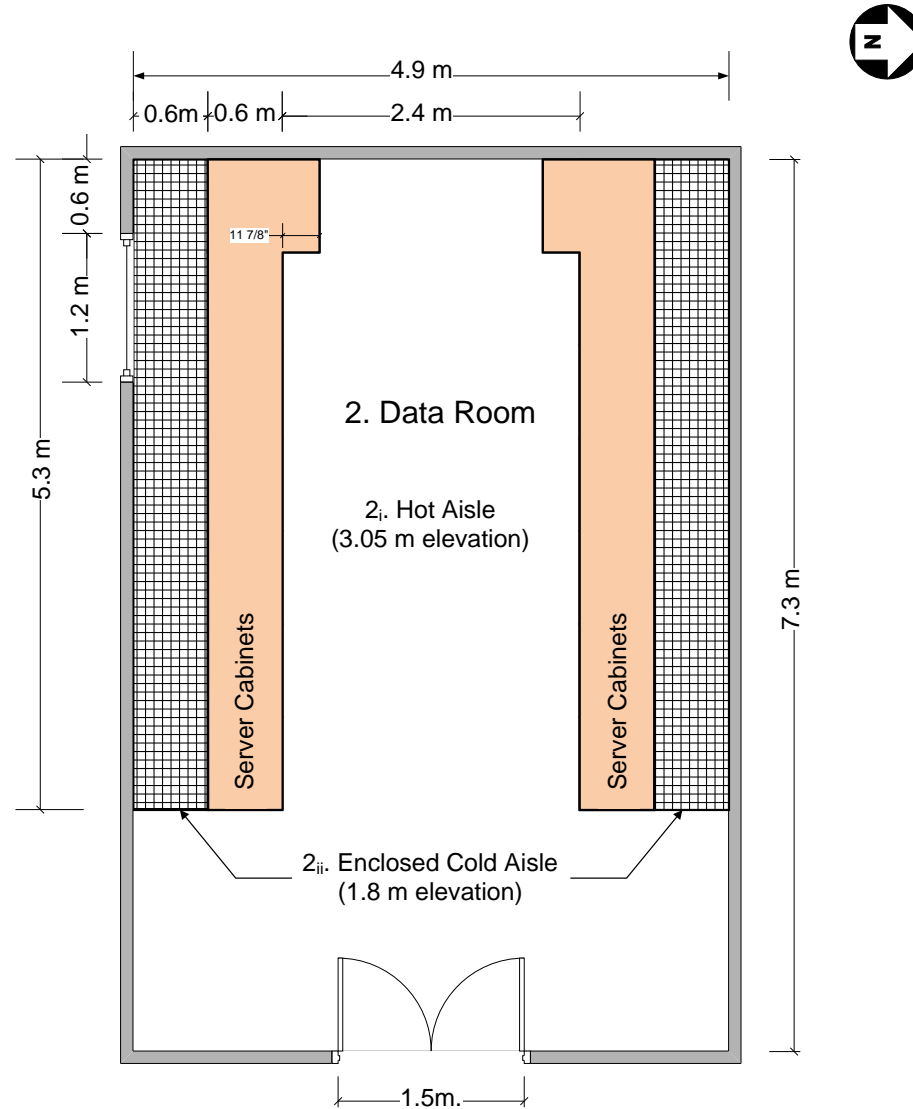 N
4.9 m
0.6m
0.6 m
2.4 m
0.6 m
11 7/8"
1.2 m
2. Data Room
5.3 m
2i. Hot Aisle
(3.05 m elevation)
7.3 m
Server Cabinets
Server Cabinets
2ii. Enclosed Cold Aisle
(1.8 m elevation)
1.5m.